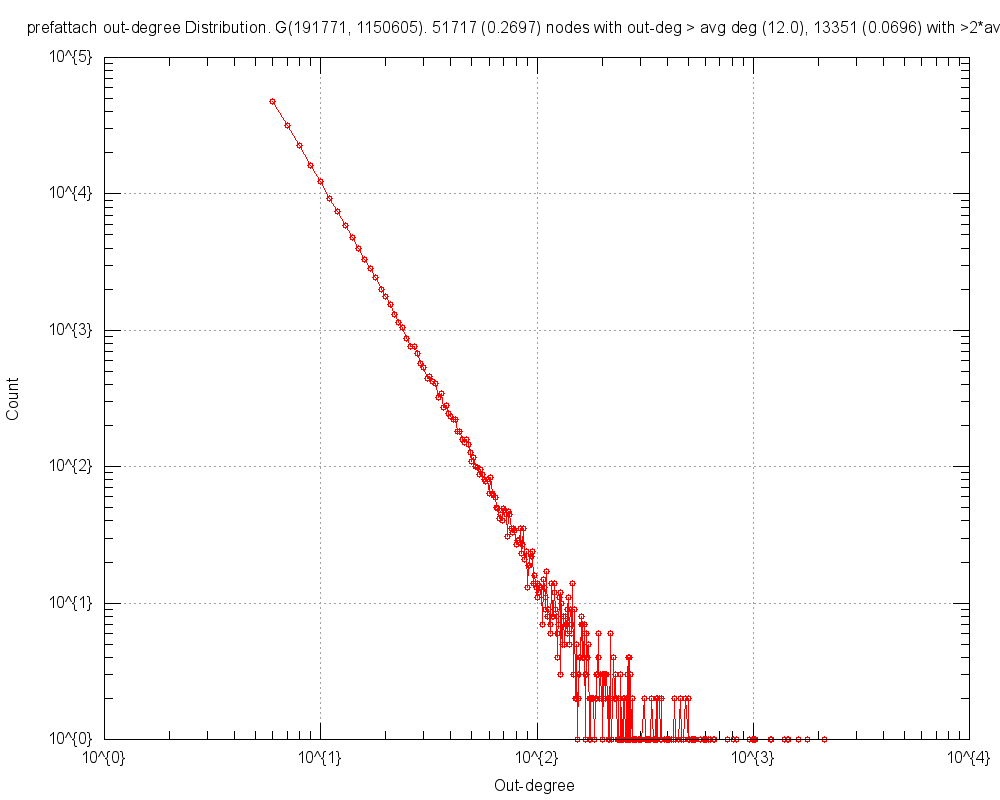 prefattach out-degree Distribution. G(191771, 1150605). 51717 (0.2697) nodes with out-deg > avg deg (12.0), 13351 (0.0696) with >2*av
10^{5}
10^{4}
10^{3}
10^{2}
10^{1}
10^{0}
Count
10^{0} 10^{1} 10^{2} 10^{3} 10^{4}
Out-degree